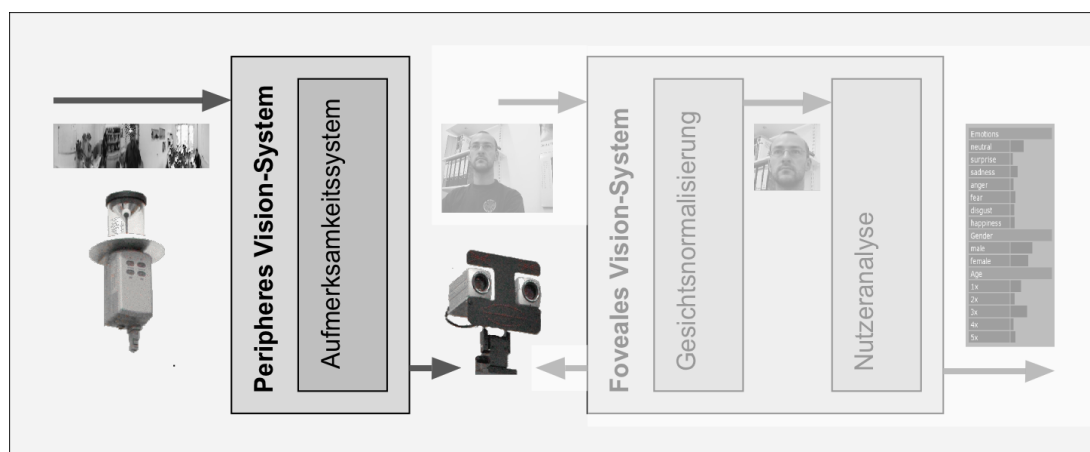 Peripheres Vision-System
Aufmerksamkeitssystem
Foveales Vision-System
Gesichtsnormalisierung
Nutzeranalyse
Emotions
neutral
surprise
sadness
anger
fear
disgust
happiness
Gender
male
female
Age
1x
2x
3x
4x
5x